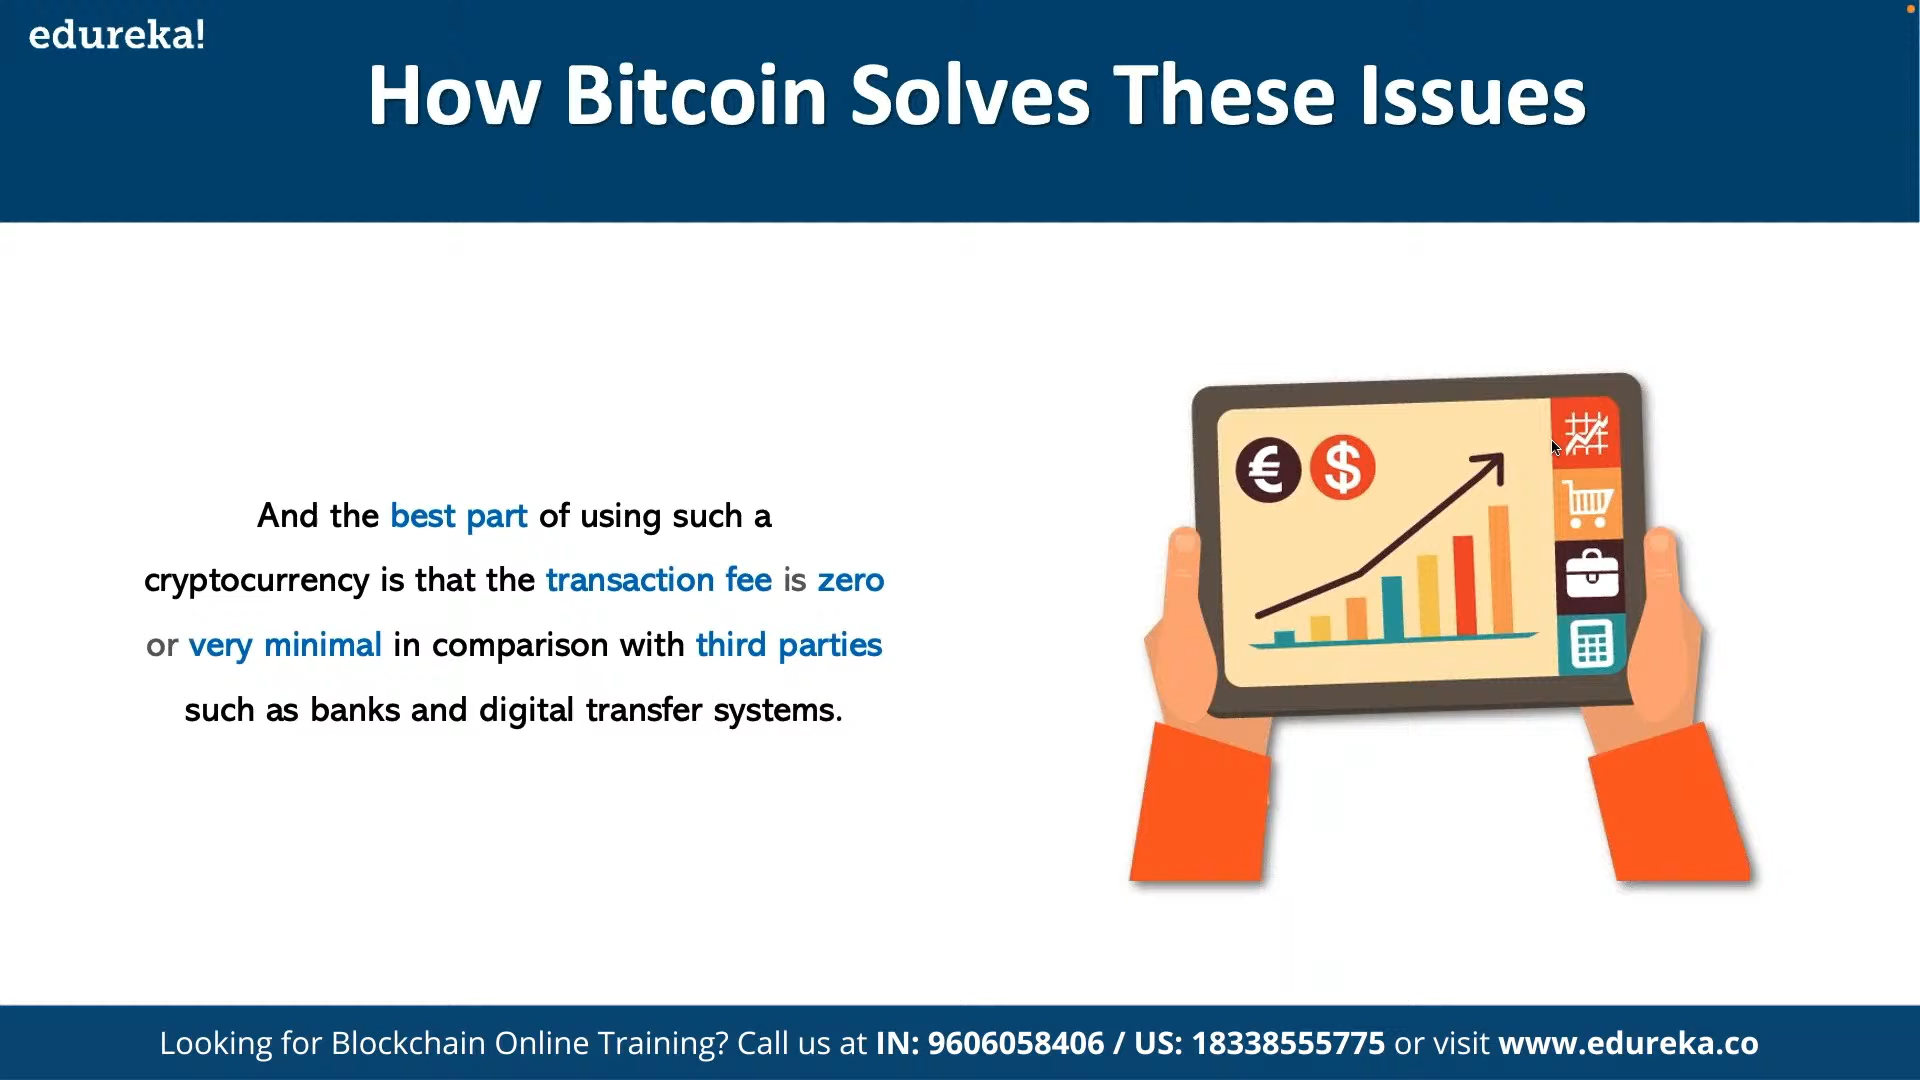 edureka!
How Bitcoin Solves These Issues
And the best part of using such a
cryptocurrency is that the transaction fee is zero
or very minimal in comparison with third parties
such as banks and digital transfer systems.
€ $
Looking for Blockchain Online Training? Call us at IN: 9606058406 / US: 18338555775 or visit www.edureka.co